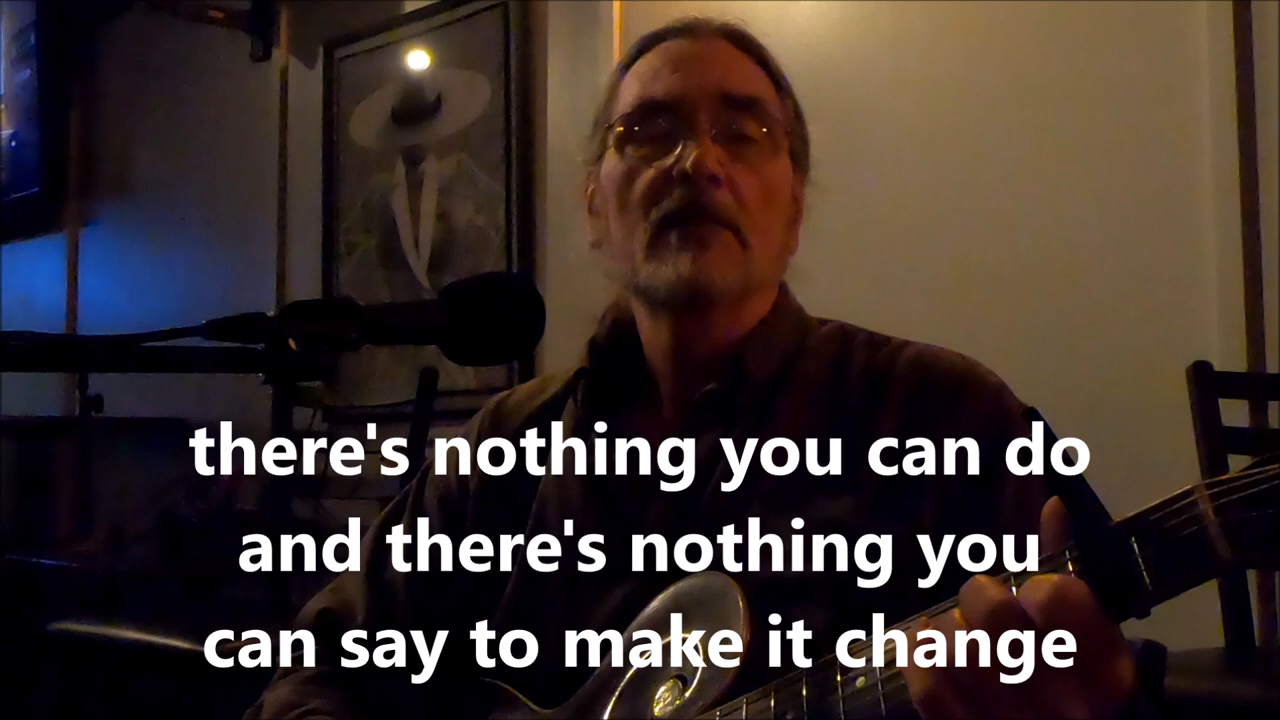 there's nothing you can do
and there's nothing you
can say to make it change